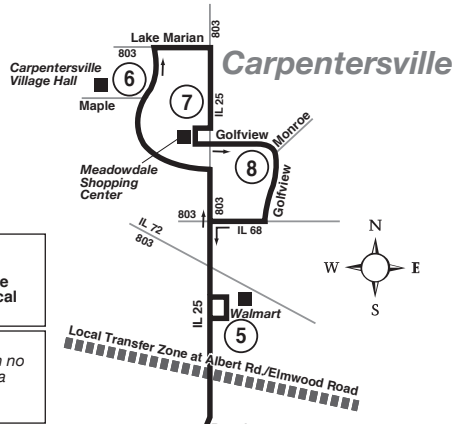 803
Lake Marian
803
Carpentersville
Carpentersville
Village Hall
6
Maple
7
IL 25
Golfview
Monroe
Meadowdale
Shopping
Center
8
Golfview
803
803
IL 68
IL 72
803
N
W
E
S
e
cal
IL 25
Walmart
5
Local Transfer Zone at Albert Rd./Elmwood Road
n no
a